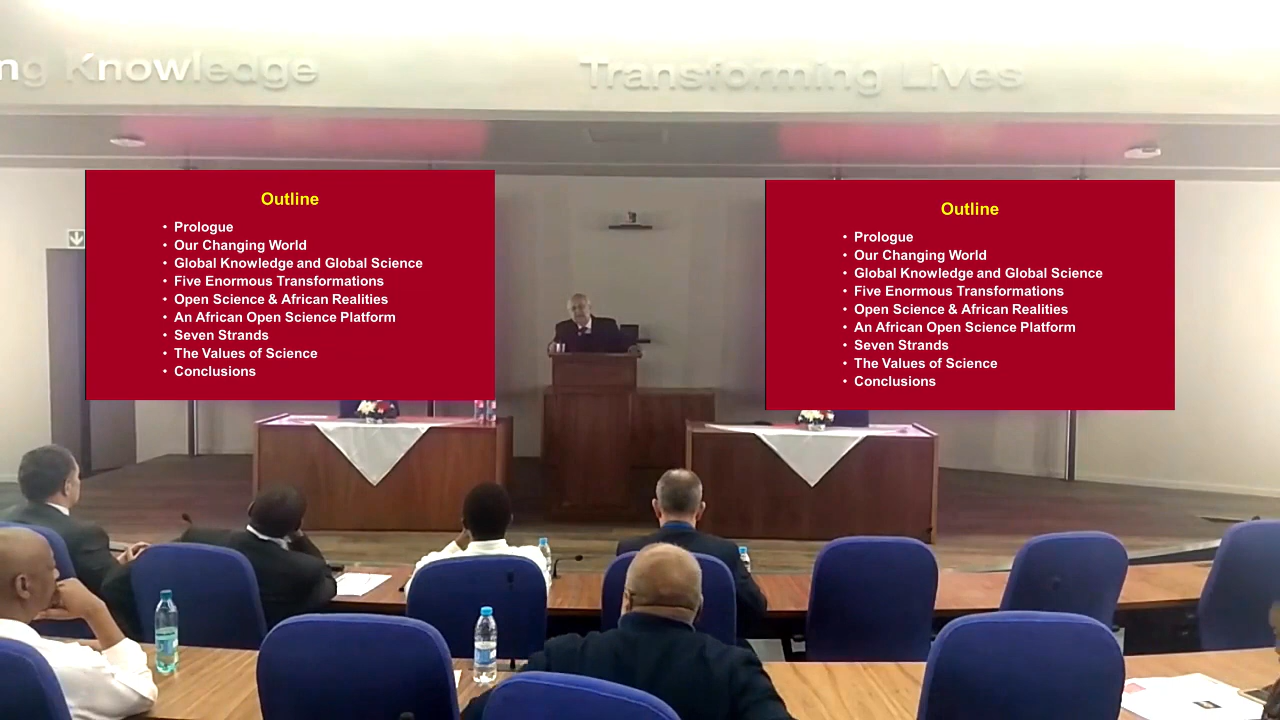 ng Knowledge
Transforming Lives
Outline
• Prologue
• Our Changing World
• Global Knowledge and Global Science
• Five Enormous Transformations
• Open Science & African Realities
• An African Open Science Platform
• Seven Strands
• The Values of Science
• Conclusions
Outline
• Prologue
• Our Changing World
• Global Knowledge and Global Science
• Five Enormous Transformations
• Open Science & African Realities
• An African Open Science Platform
• Seven Strands
• The Values of Science
• Conclusions